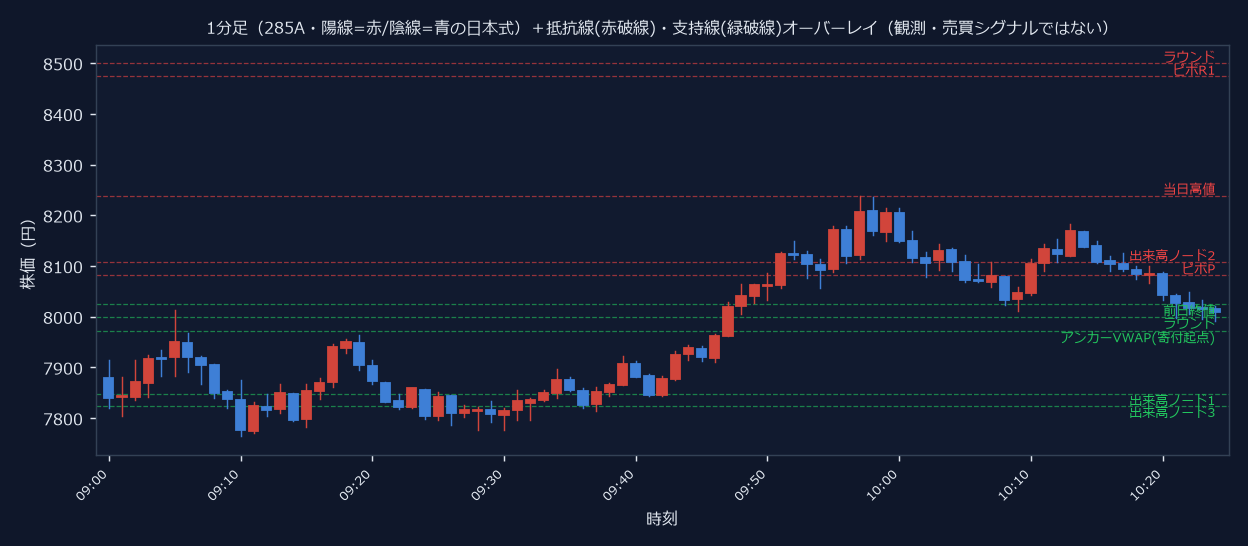 1分足（285A・陽線=赤/陰線=青の日本式）＋抵抗線(赤破線)・支持線(緑破線)オーバーレイ（観測・売買シグナルではない）
株価（円）
8500
8400
8300
8200
8100
8000
7900
7800
ラウンド
ピボR1
当日高値
出来高ノード2
ピボP
前日終値
ラウンド
アンカーVWAP(寄付起点)
出来高ノード1
出来高ノード3
09:00
09:10
09:20
09:30
09:40
09:50
10:00
10:10
10:20
時刻